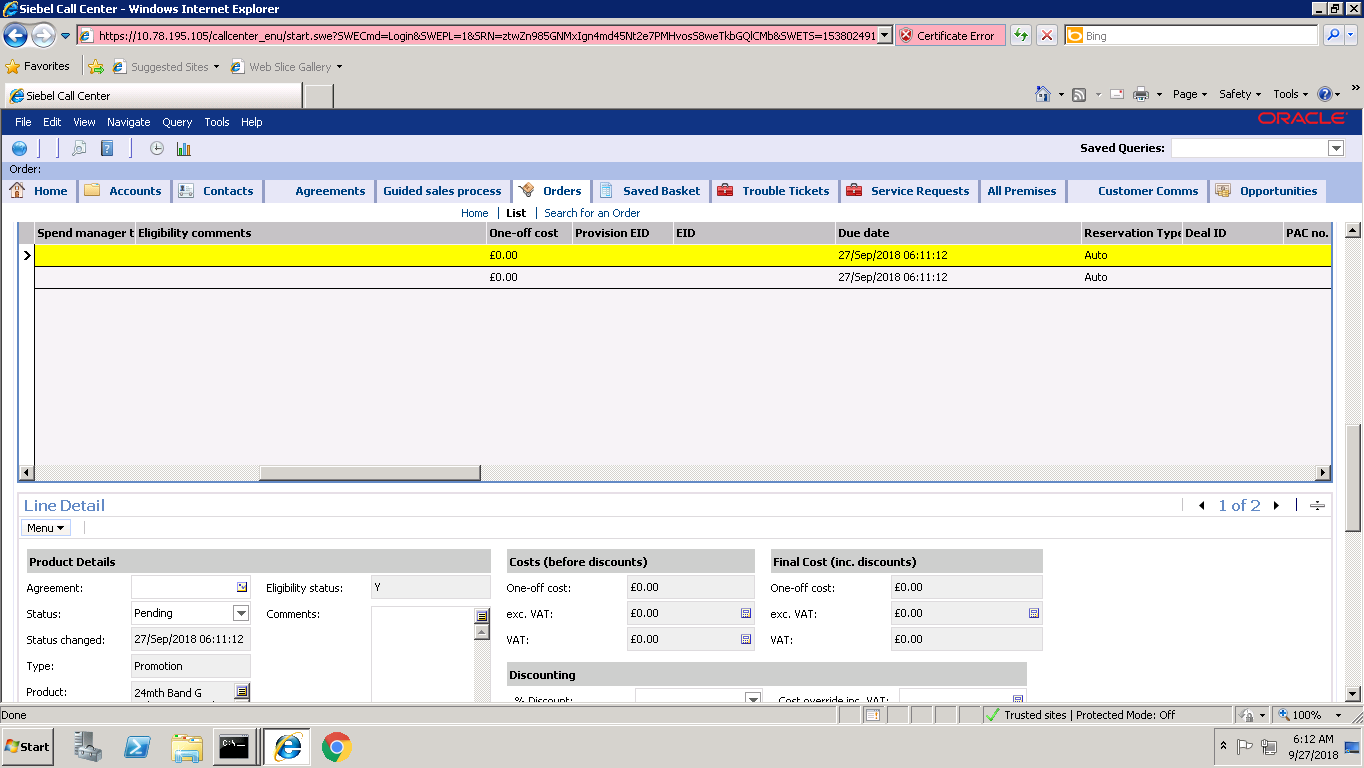 Siebel Call Center - Windows Internet Explorer
https://10.78.195.105/callcenter_enu/start.swe?SWECmd=Login&SWEPL=1&SRN=ztwZn985GNMxIgn4md45Nt2e7PMHvosS8weTkbGQlCMb&SWETS=153802491 Certificate Error Bing
Favorites Suggested Sites Web Slice Gallery
Siebel Call Center Page Safety Tools
File Edit View Navigate Query Tools Help ORACLE
Saved Queries:
Order:
Home Accounts Contacts Agreements Guided sales process Orders Saved Basket Trouble Tickets Service Requests All Premises Customer Comms Opportunities
Home List Search for an Order
Spend manager t Eligibility comments One-off cost Provision EID EID Due date Reservation Type Deal ID PAC no.
£0.00 27/Sep/2018 06:11:12 Auto
£0.00 27/Sep/2018 06:11:12 Auto
Line Detail 1 of 2
Menu
Product Details Costs (before discounts) Final Cost (inc. discounts)
Agreement: Eligibility status: Y One-off cost: £0.00 One-off cost: £0.00
Status: Pending Comments: exc. VAT: £0.00 exc. VAT: £0.00
Status changed: 27/Sep/2018 06:11:12 VAT: £0.00 VAT: £0.00
Type: Promotion
Discounting
Product: 24mth Band G
% Discount: Cost override inc. VAT:
Done Trusted sites | Protected Mode: Off 100%
Start 6:12 AM
9/27/2018